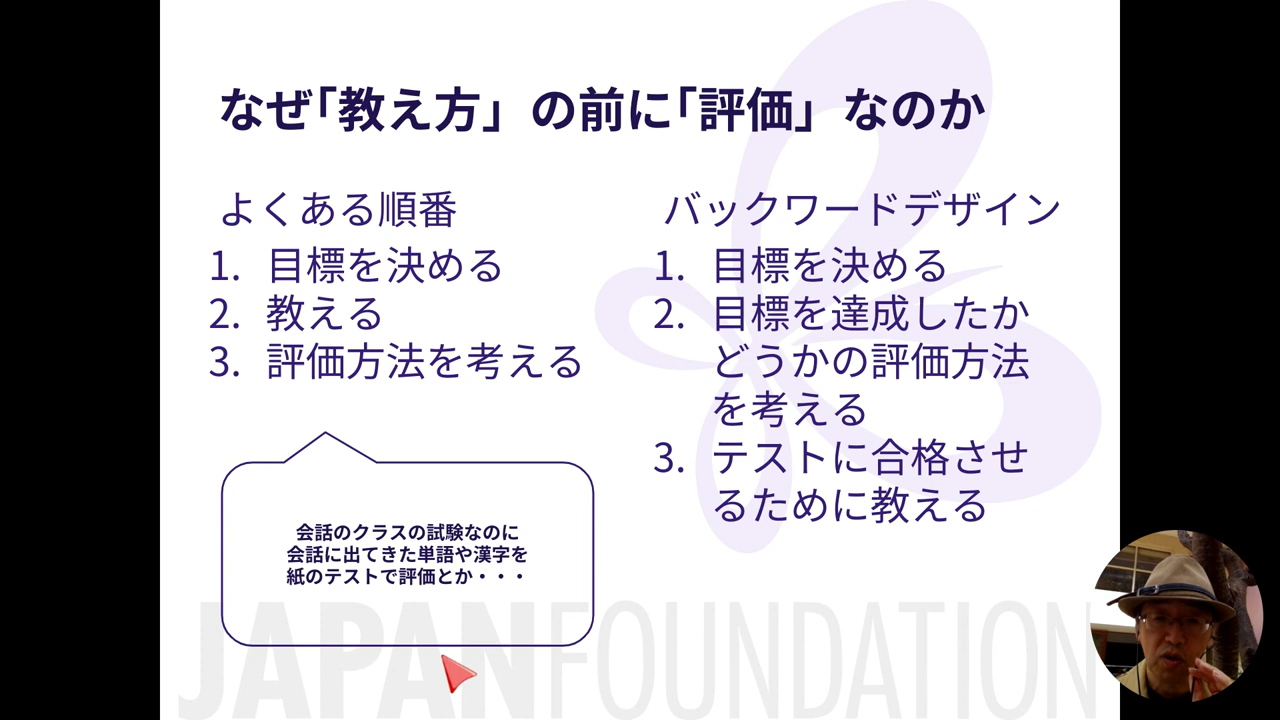 なぜ｢教え方」の前に｢評価」なのか
よくある順番
1. 目標を決める
2. 教える
3. 評価方法を考える
会話のクラスの試験なのに
会話に出てきた単語や漢字を
紙のテストで評価とか・・・
バックワードデザイン
1. 目標を決める
2. 目標を達成したか
どうかの評価方法
を考える
3. テストに合格させ
るために教える
JAPANFOUNDATION